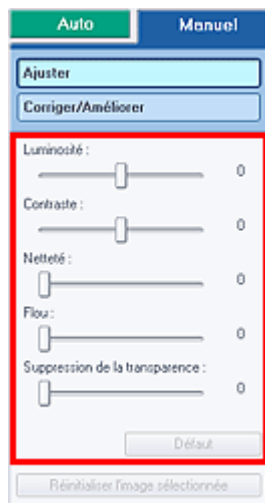 Auto Manuel
Ajuster
Corriger/Améliorer
Luminosité :
0
Contraste :
0
Netteté :
0
Flou :
0
Suppression de la transparence :
0
Défaut
Réinitialiser l'image sélectionnée